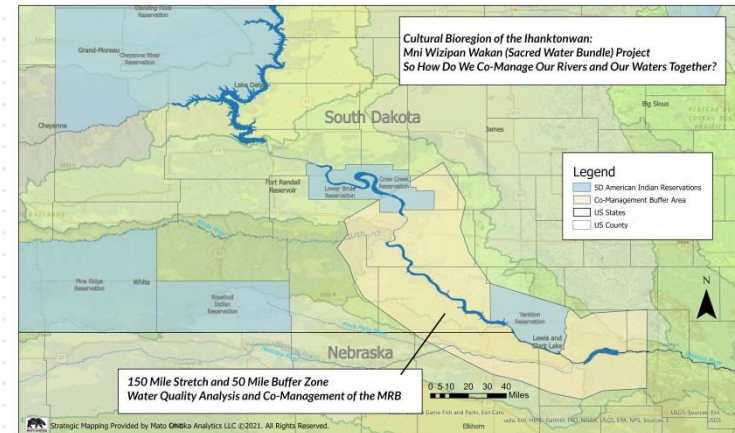 Cultural Bioregion of the Ihanktonwan:
Mni Wizipan Wakan (Sacred Water Bundle) Project
So How Do We Co-Manage Our Rivers and Our Waters Together?
Standing Rock
Reservation
Grand-Moreau
Cheyenne River
Reservation
Lake Oahe
South Dakota
Cheyenne
James
Big Sioux
Fort Randall
Reservoir
Lower Brule
Reservation
Crow Creek
Reservation
Legend
SD American Indian Reservations
Co-Management Buffer Area
US States
US County
N
Pine Ridge
Reservation
White
Rosebud
Indian
Reservation
Yankton
Reservation
Lewis and
Clark Lake
Nebraska
150 Mile Stretch and 50 Mile Buffer Zone
Water Quality Analysis and Co-Management of the MRB
0 5 10 20 30 40
Miles
Elkhorn
Strategic Mapping Provided by Mato Ohitika Analytics LLC ©2021. All Rights Reserved.